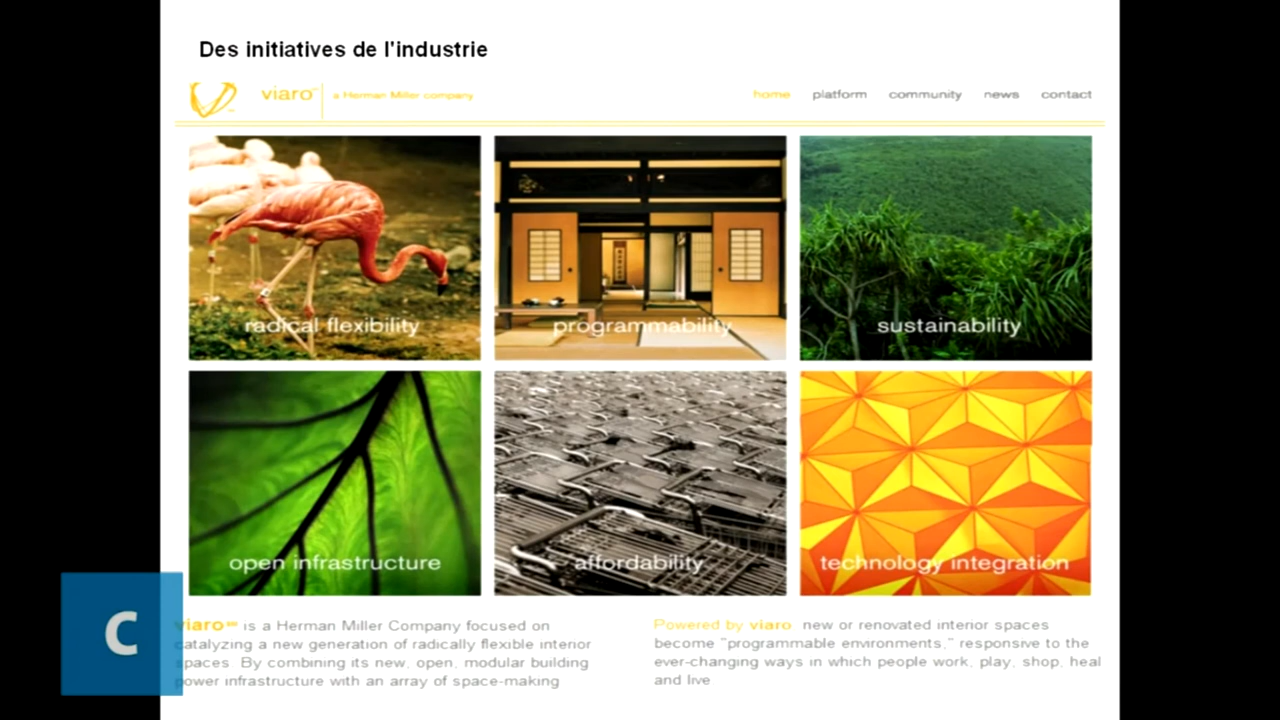 Des initiatives de l'industrie
viaro a Herman Miller company
home platform community news contact
radical flexibility
programmability
sustainability
open infrastructure
affordability
technology integration
viaro℠ is a Herman Miller Company focused on
catalyzing a new generation of radically flexible interior
spaces By combining its new, open, modular building
power infrastructure with an array of space-making
Powered by viaro new or renovated interior spaces
become "programmable environments," responsive to the
ever-changing ways in which people work, play, shop, heal
and live
C